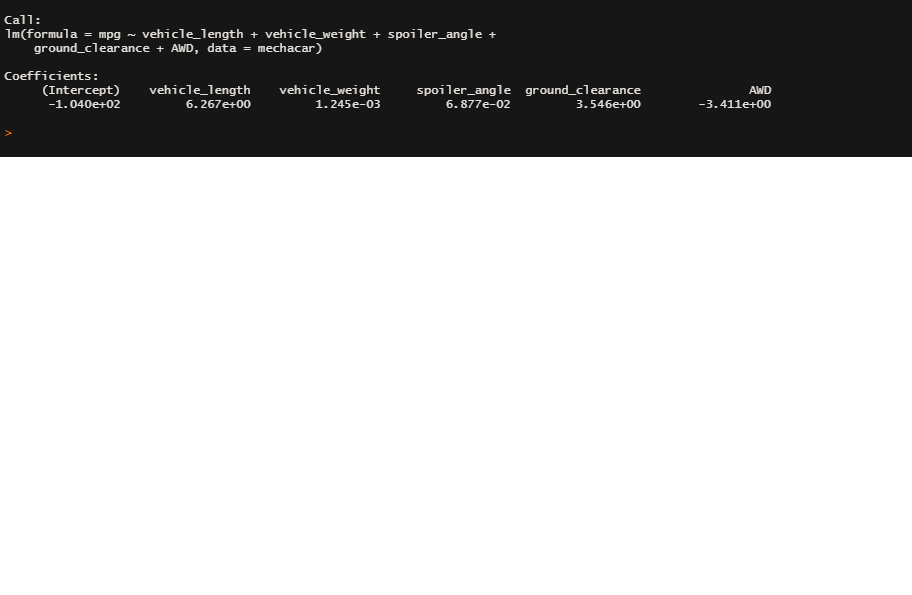 Call:
lm(formula = mpg ~ vehicle_length + vehicle_weight + spoiler_angle +
    ground_clearance + AWD, data = mechacar)
Coefficients:
     (Intercept)    vehicle_length    vehicle_weight     spoiler_angle  ground_clearance               AWD
      -1.040e+02         6.267e+00         1.245e-03         6.877e-02         3.546e+00        -3.411e+00
>